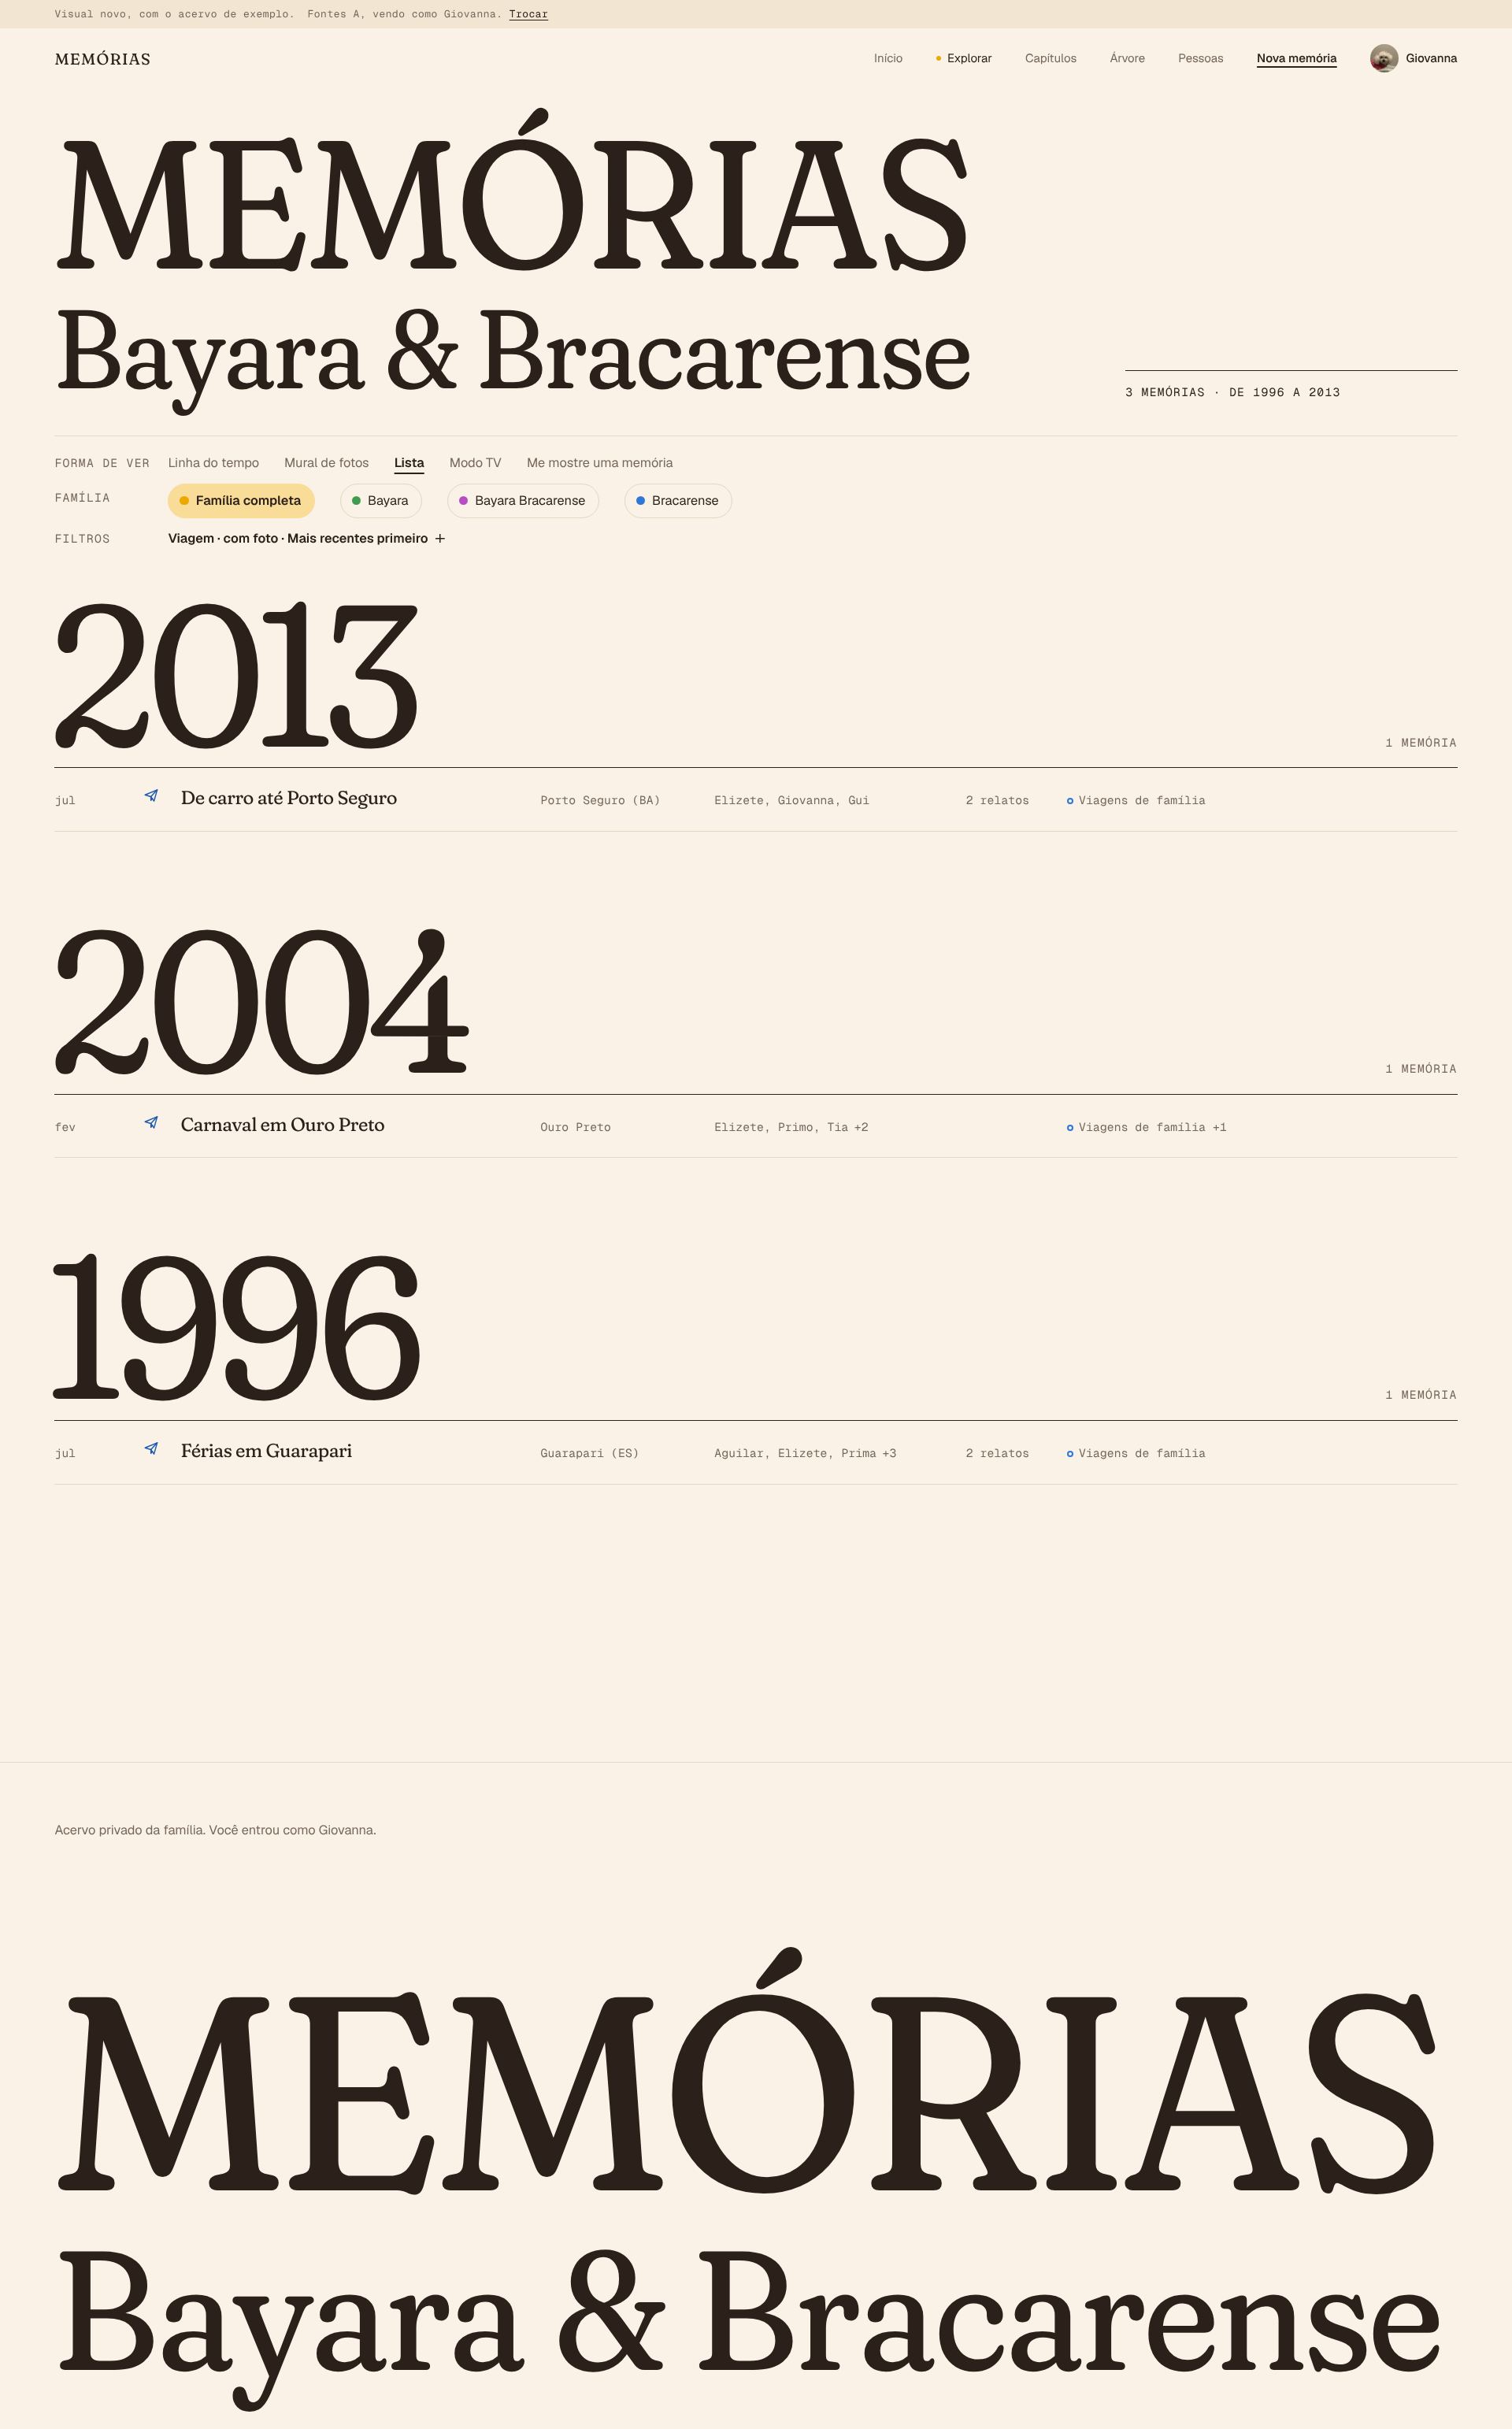 Visual novo, com o acervo de exemplo. Fontes A, vendo como Giovanna. Trocar
MEMÓRIAS Início Explorar Capítulos Árvore Pessoas Nova memória Giovanna
MEMÓRIAS
Bayara & Bracarense
3 MEMÓRIAS · DE 1996 A 2013
FORMA DE VER Linha do tempo Mural de fotos Lista Modo TV Me mostre uma memória
FAMÍLIA Família completa Bayara Bayara Bracarense Bracarense
FILTROS Viagem · com foto · Mais recentes primeiro +
2013
1 MEMÓRIA
jul De carro até Porto Seguro Porto Seguro (BA) Elizete, Giovanna, Gui 2 relatos Viagens de família
2004
1 MEMÓRIA
fev Carnaval em Ouro Preto Ouro Preto Elizete, Primo, Tia +2 Viagens de família +1
1996
1 MEMÓRIA
jul Férias em Guarapari Guarapari (ES) Aguilar, Elizete, Prima +3 2 relatos Viagens de família
Acervo privado da família. Você entrou como Giovanna.
MEMÓRIAS
Bayara & Bracarense